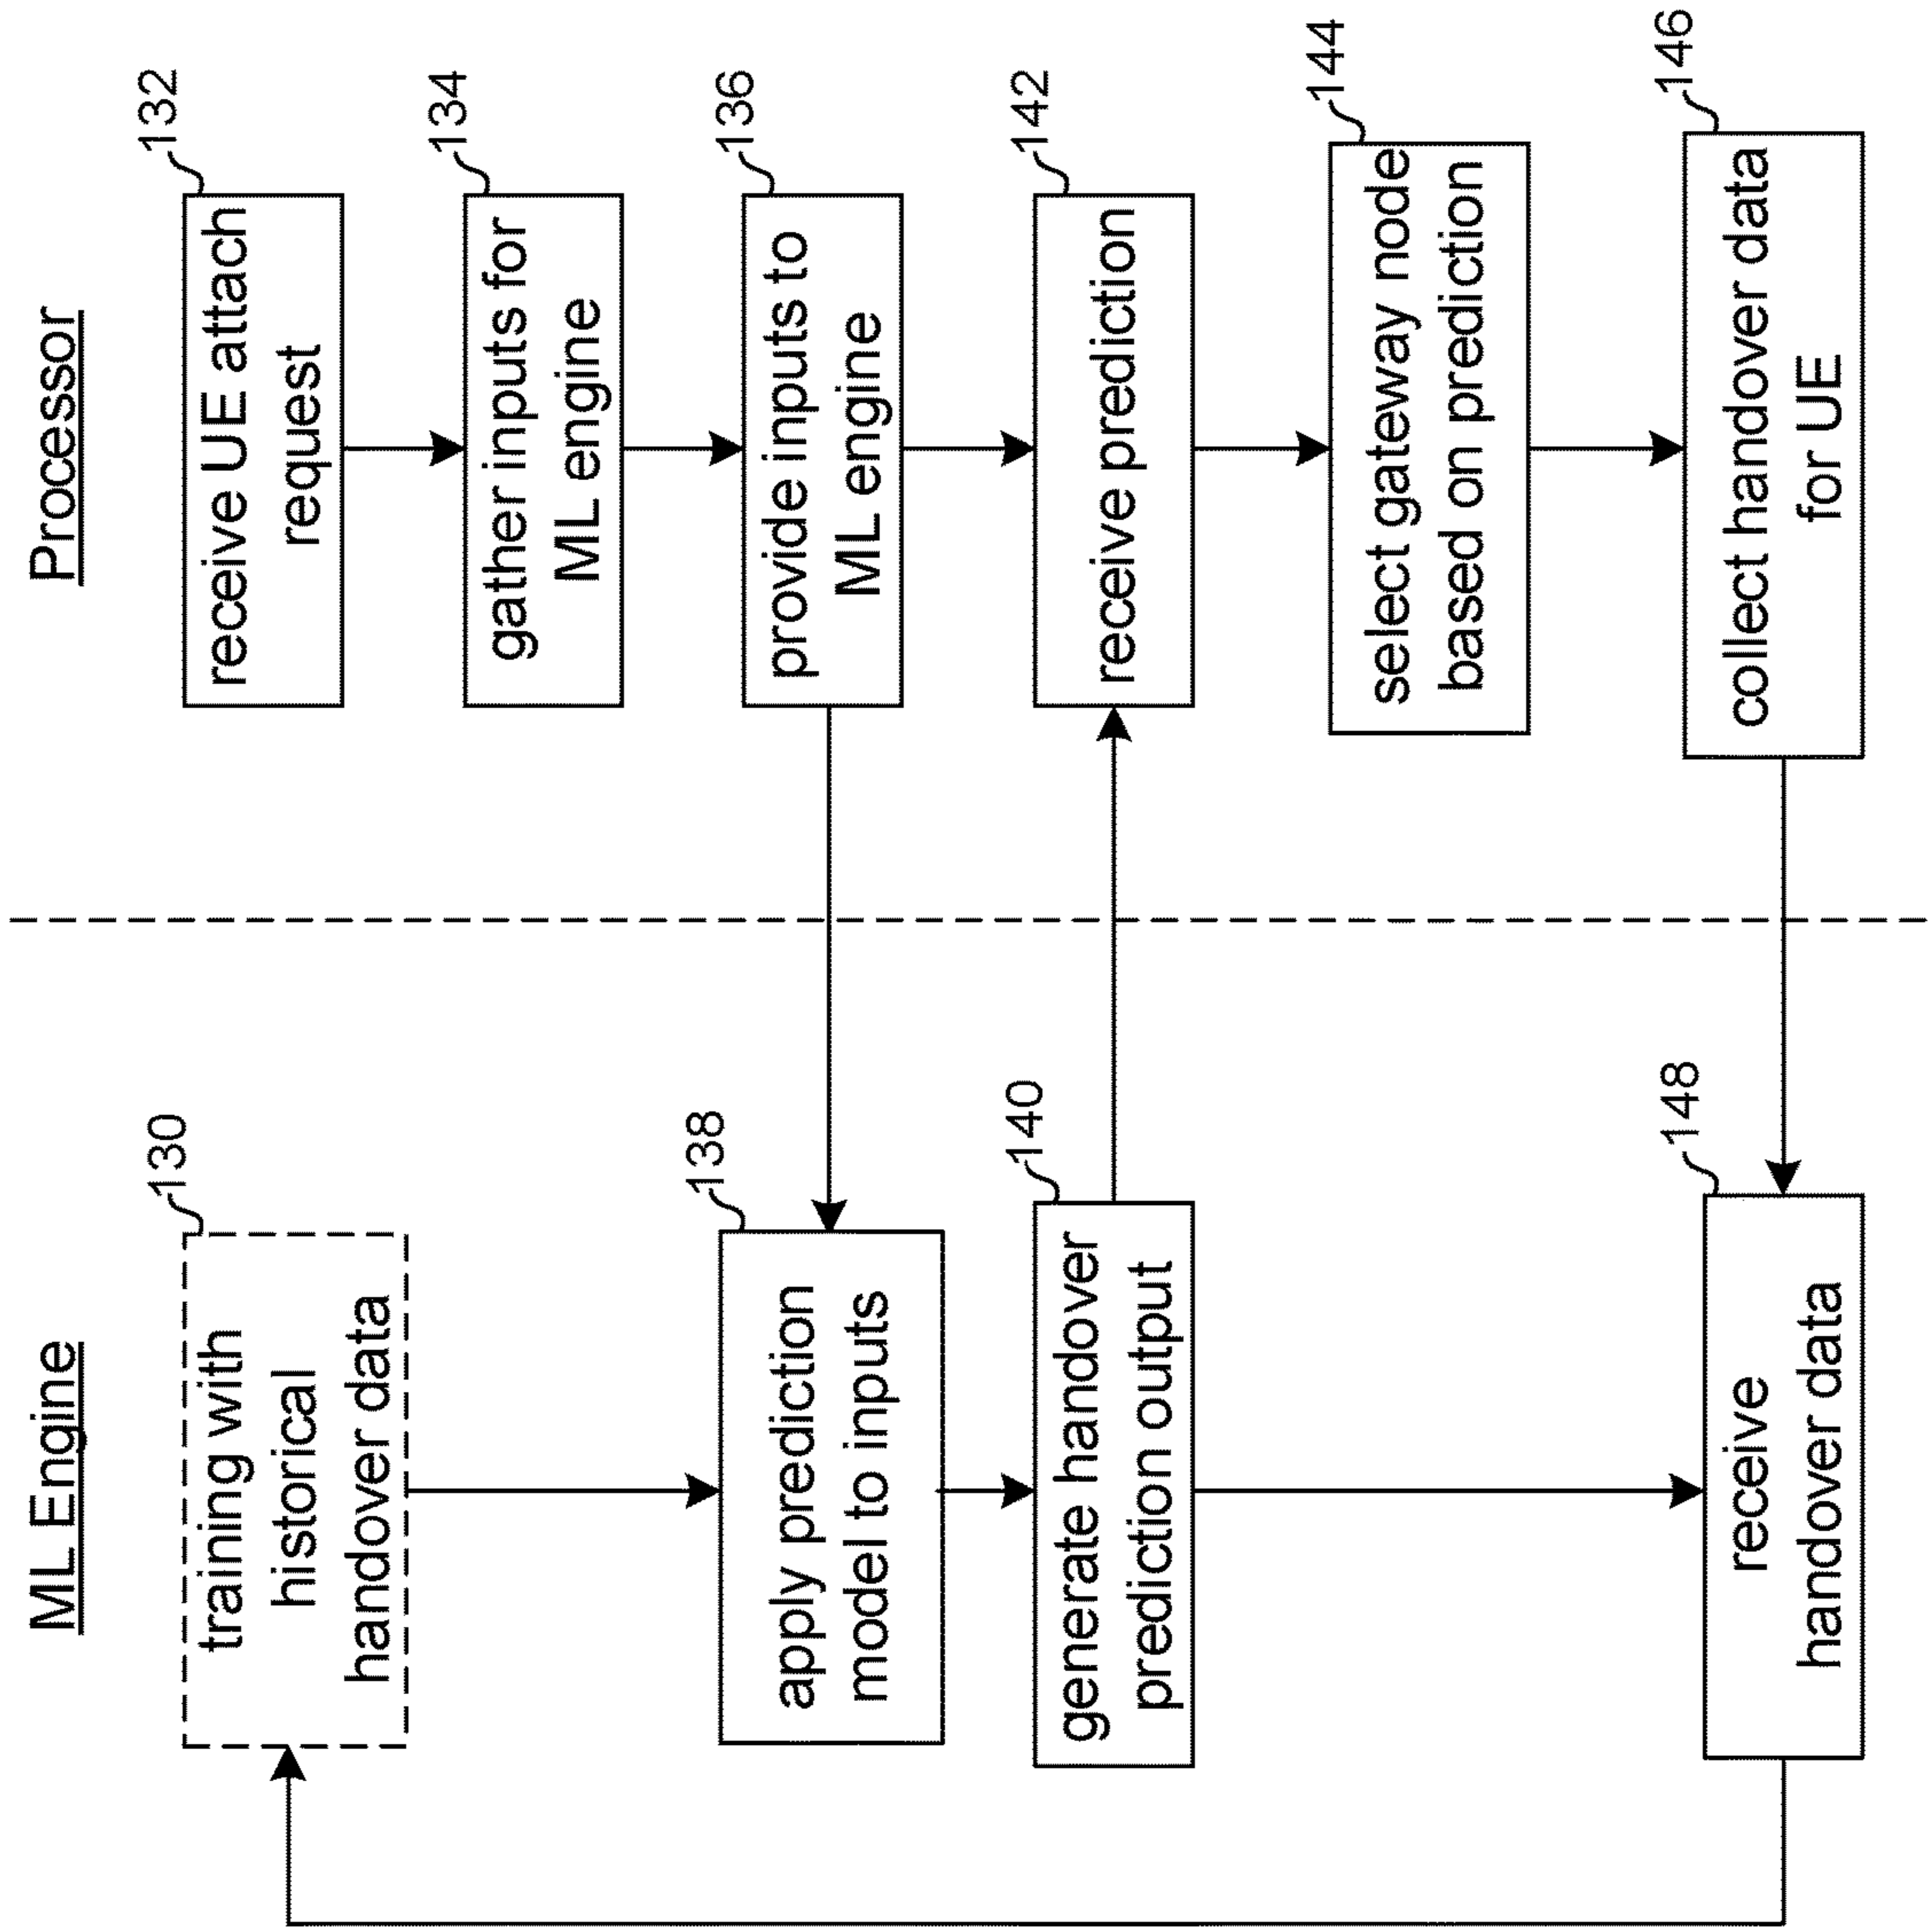 ML Engine
130
training with
historical
handover data
138
apply prediction
model to inputs
140
generate handover
prediction output
148
receive
handover data
Processor
132
receive UE attach
request
134
gather inputs for
ML engine
136
provide inputs to
ML engine
142
receive prediction
144
select gateway node
based on prediction
146
collect handover data
for UE